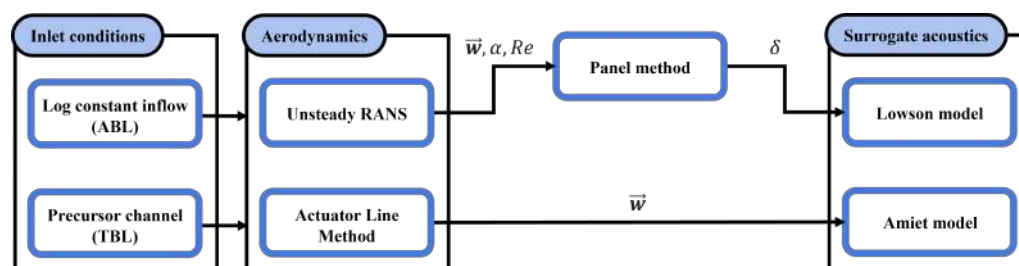 Inlet conditions
Log constant inflow
(ABL)
Precursor channel
(TBL)
Aerodynamics
Unsteady RANS
Actuator Line
Method
w⃗, α, Re
Panel method
δ
w⃗
Surrogate acoustics
Lowson model
Amiet model